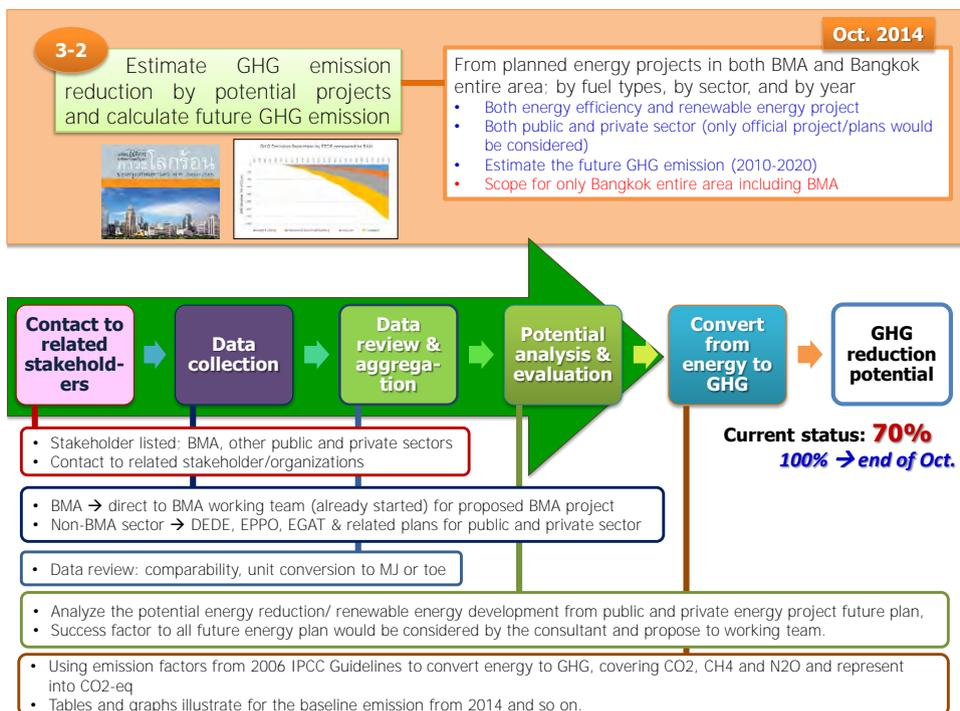 3-2
Oct. 2014
Estimate GHG emission
reduction by potential projects
and calculate future GHG emission
From planned energy projects in both BMA and Bangkok
entire area; by fuel types, by sector, and by year
• Both energy efficiency and renewable energy project
• Both public and private sector (only official project/plans would
be considered)
• Estimate the future GHG emission (2010-2020)
• Scope for only Bangkok entire area including BMA
ภาวะโลกร้อน
Contact to
related
stakehold-
ers
Data
collection
Data
review &
aggrega-
tion
Potential
analysis &
evaluation
Convert
from
energy to
GHG
GHG
reduction
potential
Current status: 70%
100% → end of Oct.
• Stakeholder listed: BMA, other public and private sectors
• Contact to related stakeholder/organizations
• BMA → direct to BMA working team (already started) for proposed BMA project
• Non-BMA sector → DEDE, EPPO, EGAT & related plans for public and private sector
• Data review: comparability, unit conversion to MJ or toe
• Analyze the potential energy reduction/ renewable energy development from public and private energy project future plan,
• Success factor to all future energy plan would be considered by the consultant and propose to working team.
• Using emission factors from 2006 IPCC Guidelines to convert energy to GHG, covering CO2, CH4 and N2O and represent
into CO2-eq
• Tables and graphs illustrate for the baseline emission from 2014 and so on.